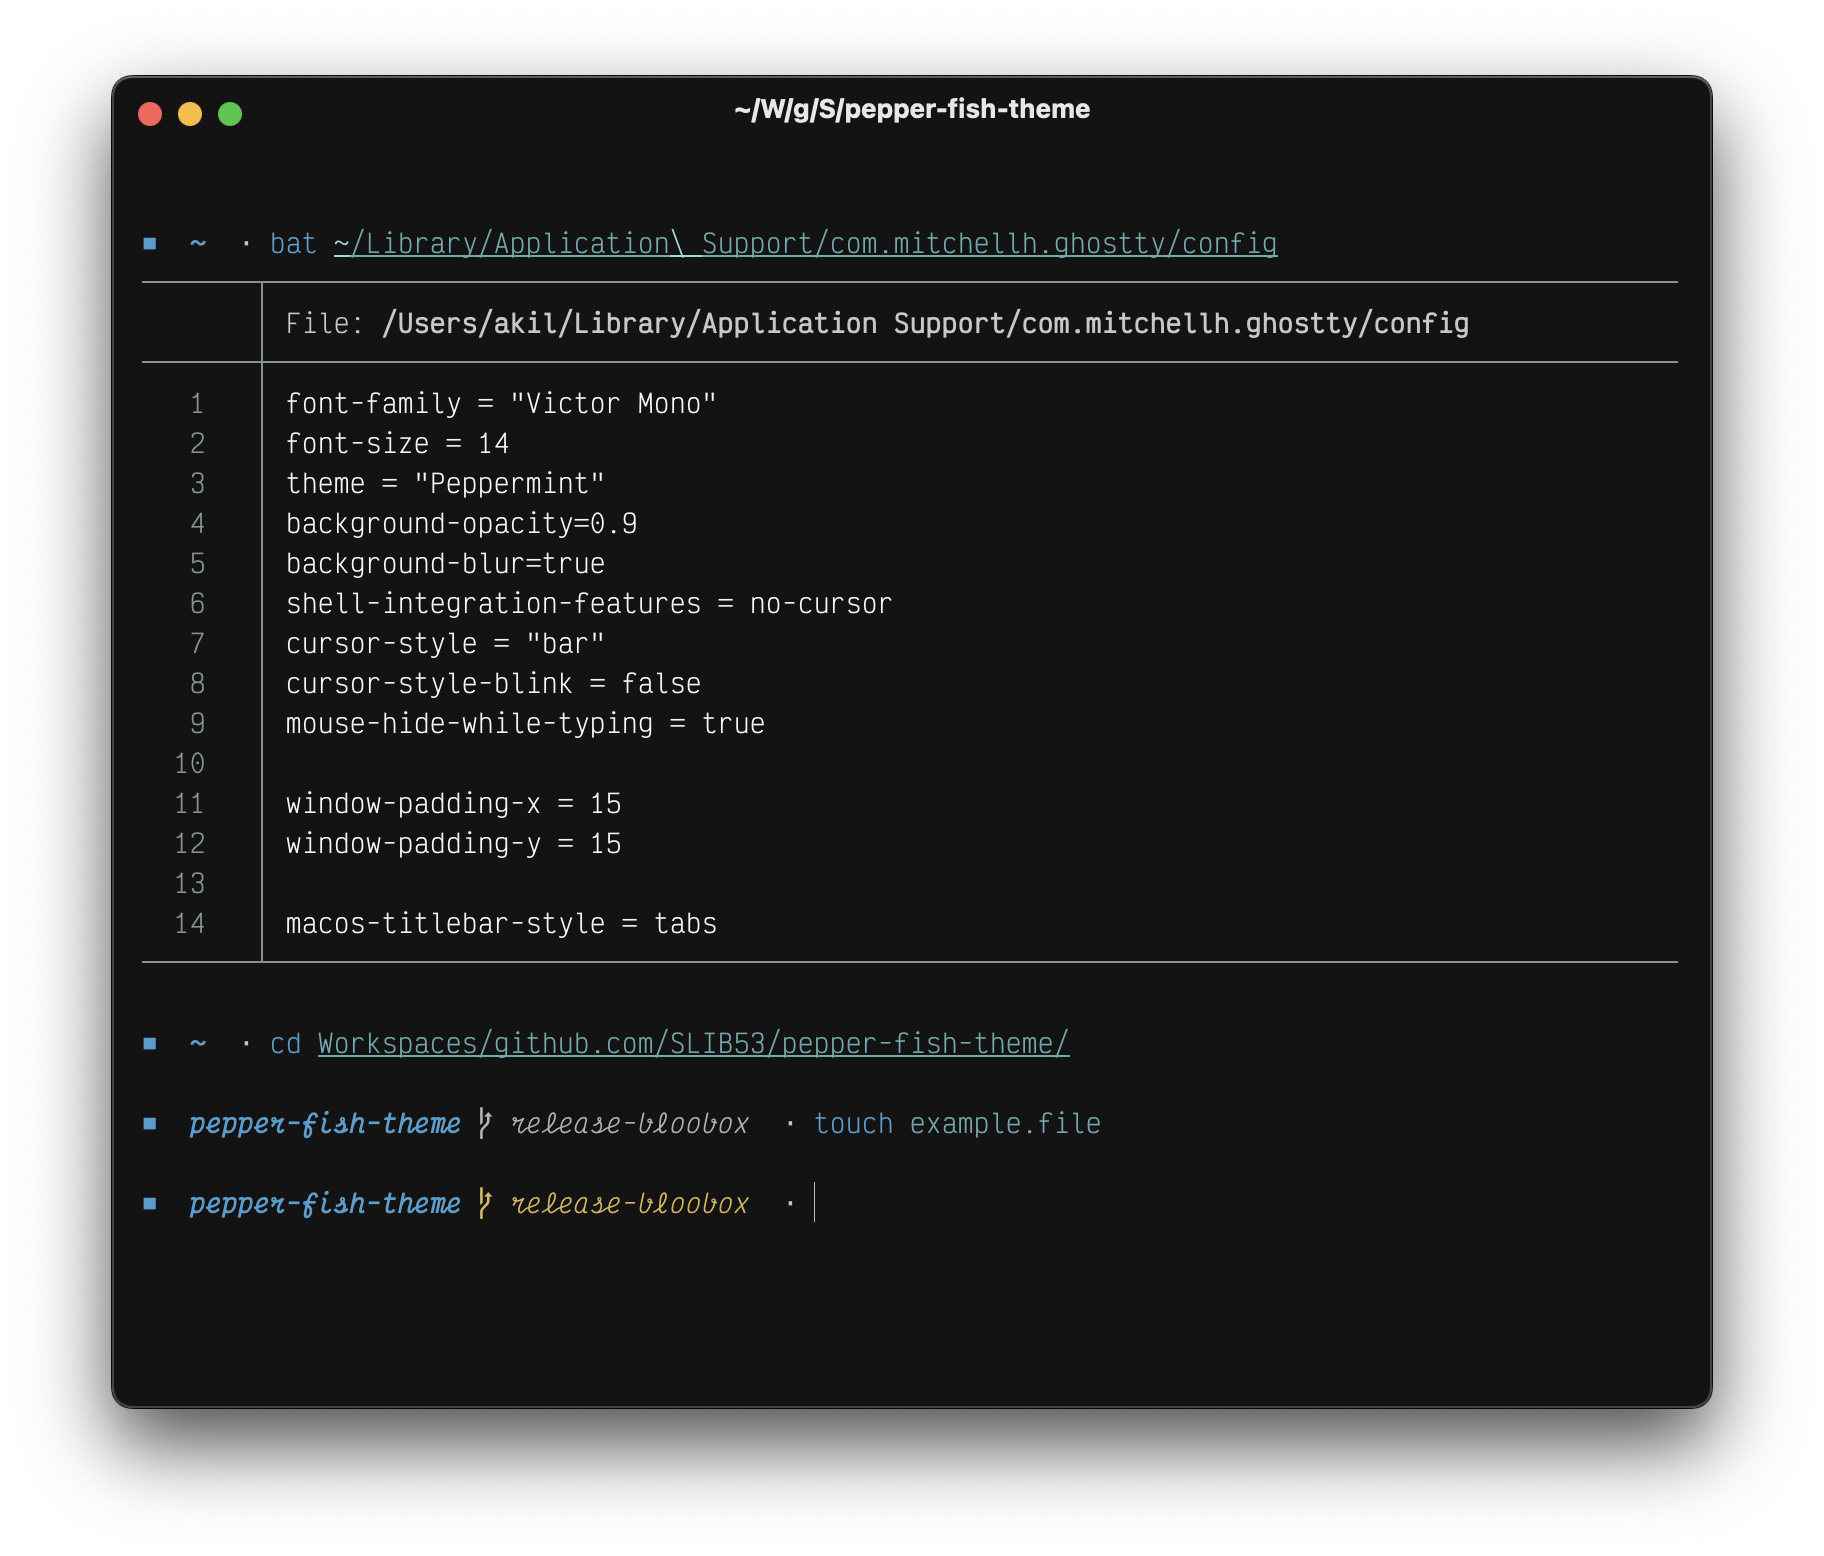 ~/W/g/S/pepper-fish-theme
■ ~ · bat ~/Library/Application\ Support/com.mitchellh.ghostty/config
File: /Users/akil/Library/Application Support/com.mitchellh.ghostty/config
1 font-family = "Victor Mono"
2 font-size = 14
3 theme = "Peppermint"
4 background-opacity=0.9
5 background-blur=true
6 shell-integration-features = no-cursor
7 cursor-style = "bar"
8 cursor-style-blink = false
9 mouse-hide-while-typing = true
10
11 window-padding-x = 15
12 window-padding-y = 15
13
14 macos-titlebar-style = tabs
■ ~ · cd Workspaces/github.com/SLIB53/pepper-fish-theme/
■ pepper-fish-theme release-bloobox · touch example.file
■ pepper-fish-theme release-bloobox ·